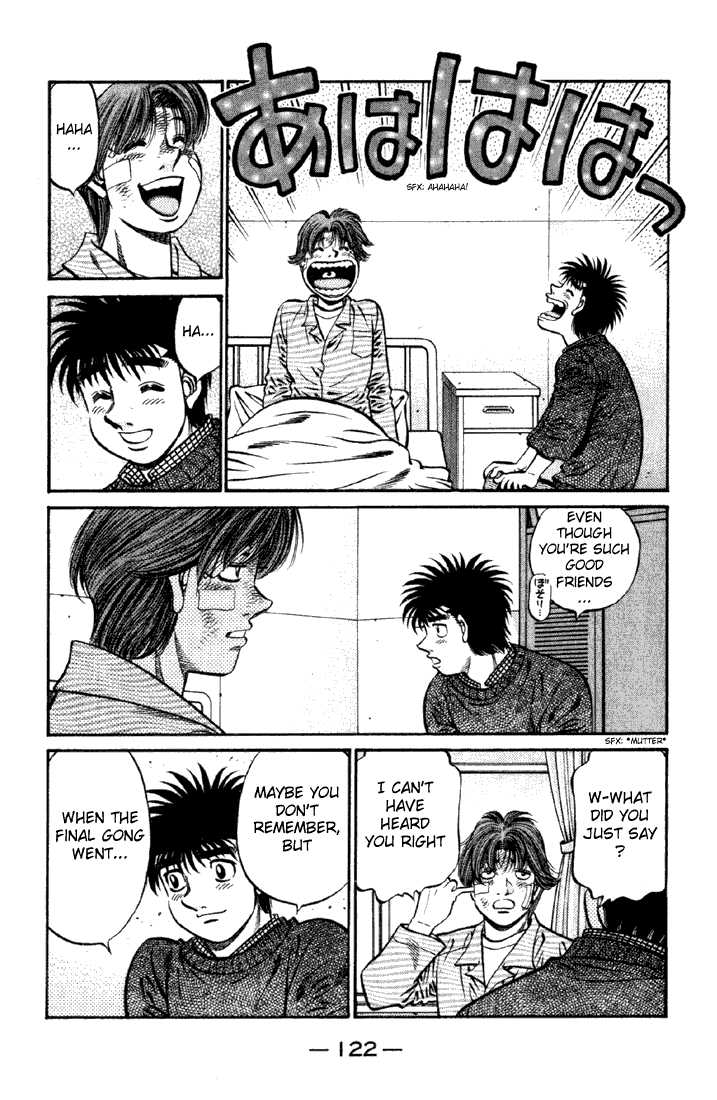 あはははっ
SFX: AHAHAHA!
HAHA
...
HA...
EVEN
THOUGH
YOU'RE SUCH
GOOD
FRIENDS
...
ぼそり…
SFX: *MUTTER*
W-WHAT
DID YOU
JUST SAY
?
I CAN'T
HAVE
HEARD
YOU RIGHT
MAYBE YOU
DON'T
REMEMBER,
BUT
WHEN THE
FINAL GONG
WENT...
— 122 —